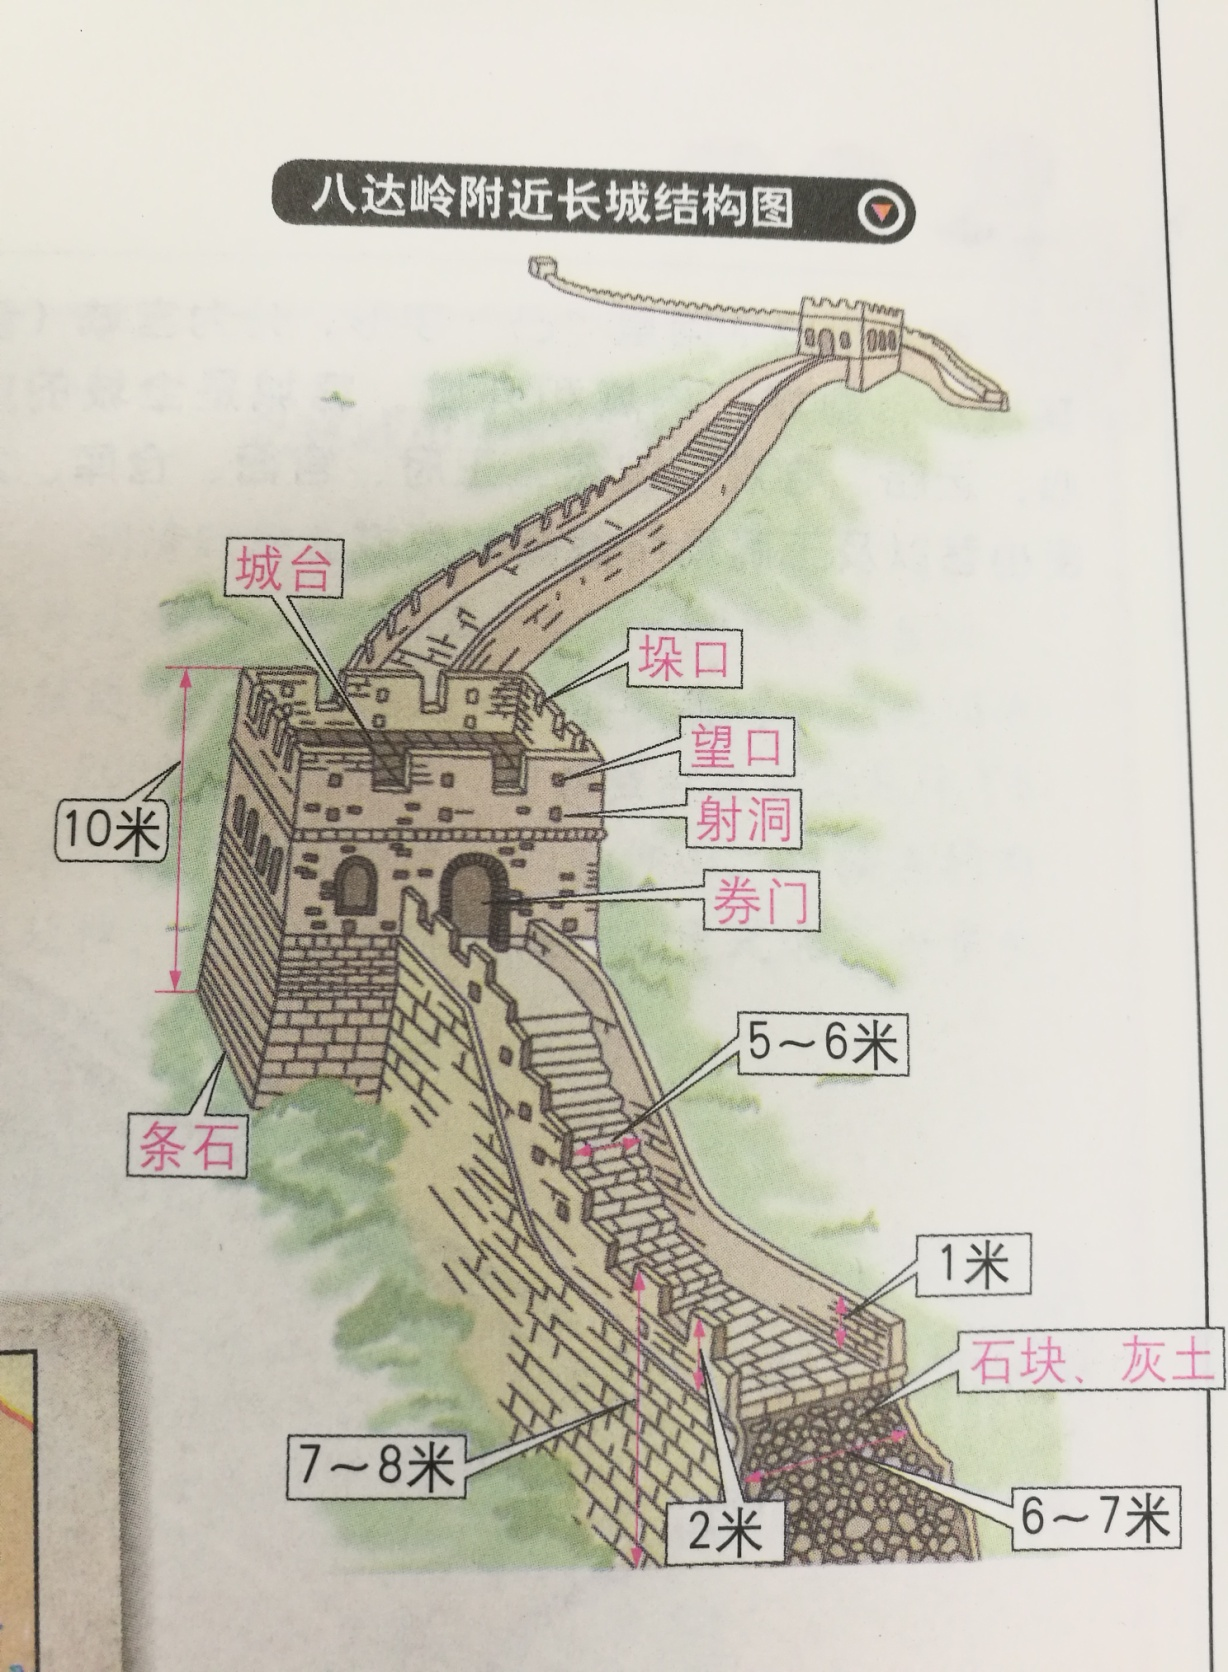 八达岭附近长城结构图
城台
垛口
望口
10米
射洞
券门
5～6米
条石
1米
石块、灰土
7～8米
2米
6～7米